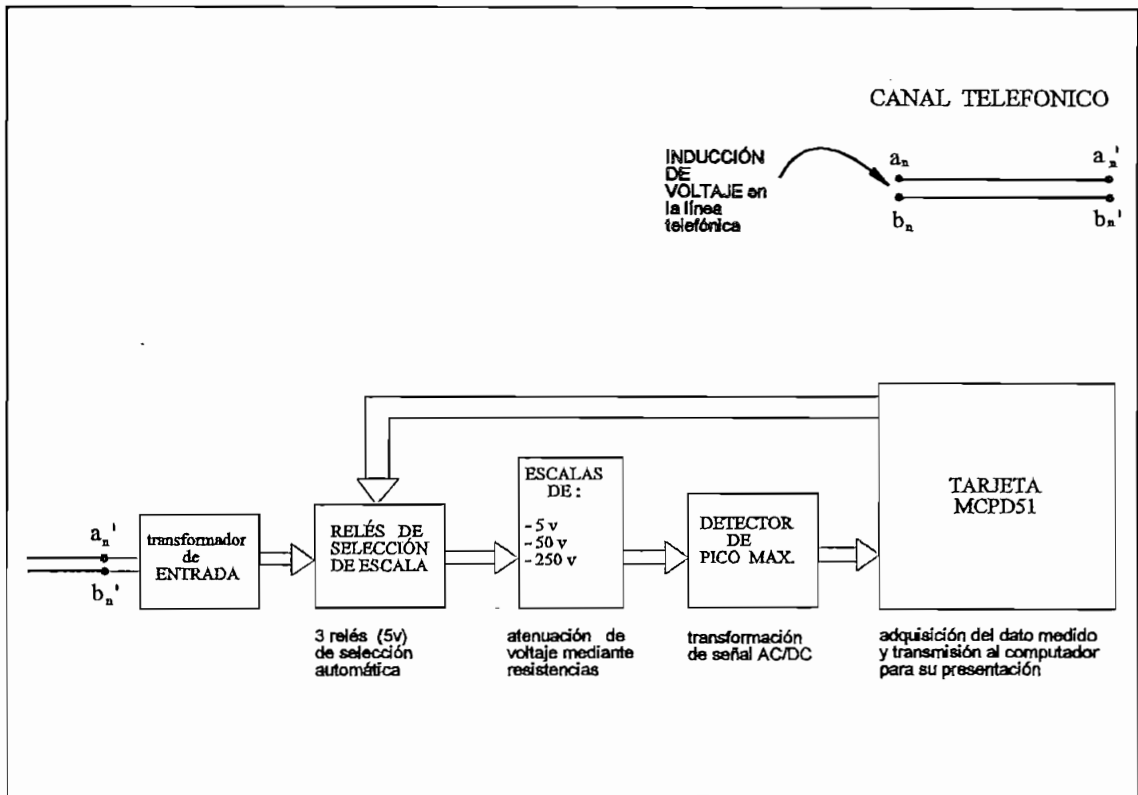 CANAL TELEFONICO
INDUCCIÓN
DE
VOLTAJE en
la línea
telefónica
aₙ
aₙ'
bₙ
bₙ'
aₙ'
bₙ'
transformador
de
ENTRADA
RELÉS DE
SELECCIÓN
DE ESCALA
3 relés (5v)
de selección
automática
ESCALAS
DE :
- 5 v
- 50 v
- 250 v
atenuación de
voltaje mediante
resistencias
DETECTOR
DE
PICO MAX.
transformación
de señal AC/DC
TARJETA
MCPD51
adquisición del dato medido
y transmisión al computador
para su presentación